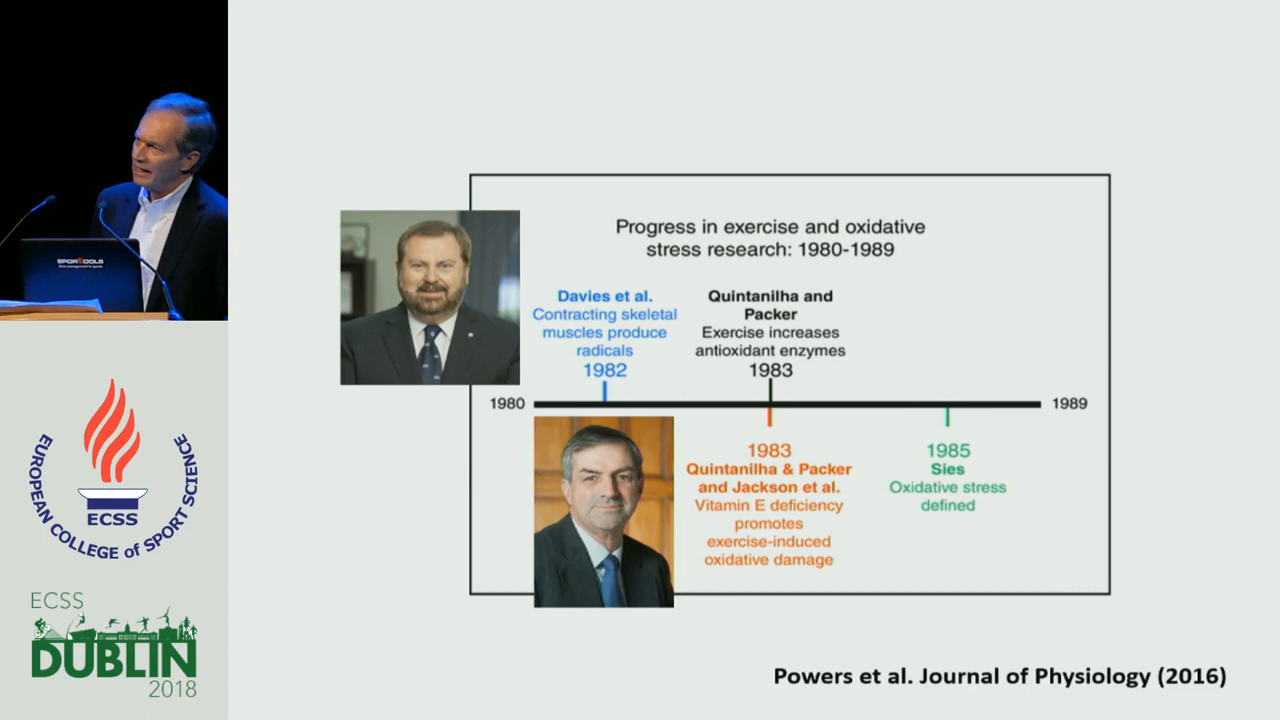 SPORTOOLS
EUROPEAN COLLEGE of SPORT SCIENCE
ECSS
ECSS
DUBLIN
2018
Progress in exercise and oxidative
stress research: 1980-1989
Davies et al.
Contracting skeletal
muscles produce
radicals
1982
Quintanilha and
Packer
Exercise increases
antioxidant enzymes
1983
1980
1989
1983
Quintanilha & Packer
and Jackson et al.
Vitamin E deficiency
promotes
exercise-induced
oxidative damage
1985
Sies
Oxidative stress
defined
Powers et al. Journal of Physiology (2016)